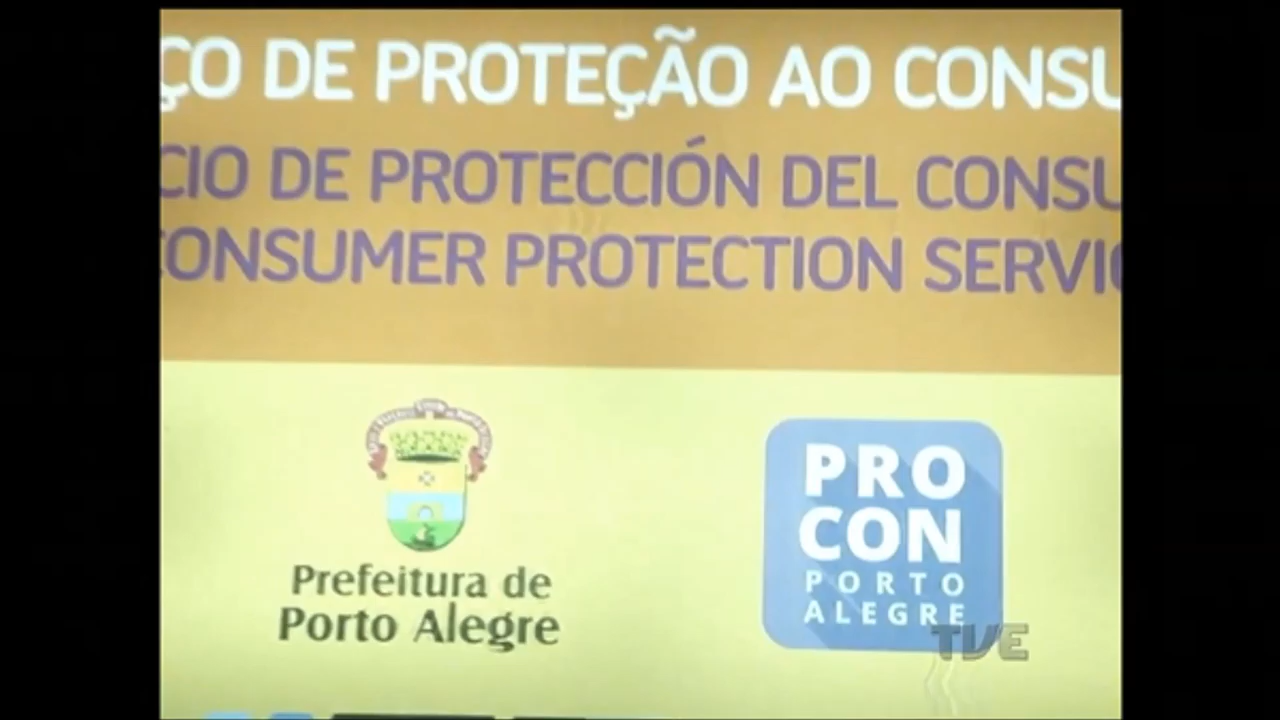 ÇO DE PROTEÇÃO AO CONSU
CIO DE PROTECCIÓN DEL CONSU
CONSUMER PROTECTION SERVIC
Prefeitura de
Porto Alegre
PRO
CON
PORTO
ALEGRE
TVE